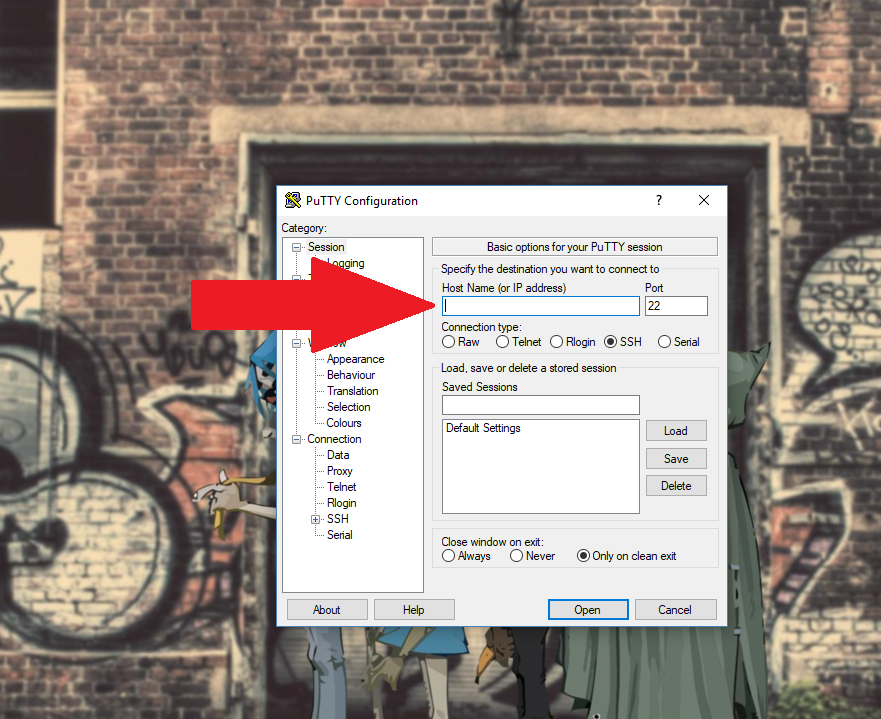 PuTTY Configuration
?
Category:
Session
Logging
Appearance
Behaviour
Translation
Selection
Colours
Connection
Data
Proxy
Telnet
Rlogin
SSH
Serial
Basic options for your PuTTY session
Specify the destination you want to connect to
Host Name (or IP address) Port
22
Connection type:
Raw Telnet Rlogin SSH Serial
Load, save or delete a stored session
Saved Sessions
Default Settings
Load
Save
Delete
Close window on exit:
Always Never Only on clean exit
About Help Open Cancel